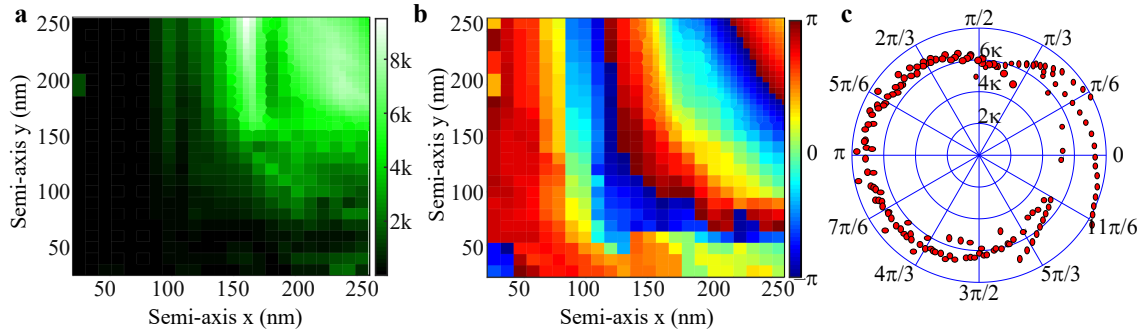 a
250
200
150
100
50
50 100 150 200 250
Semi-axis x (nm)
Semi-axis y (nm)
8k
6k
4k
2k
b
250
200
150
100
50
50 100 150 200 250
Semi-axis x (nm)
Semi-axis y (nm)
π
0
−π
c
π/2
2π/3
π/3
5π/6
π/6
π
0
7π/6
11π/6
4π/3
5π/3
3π/2
6κ
4κ
2κ